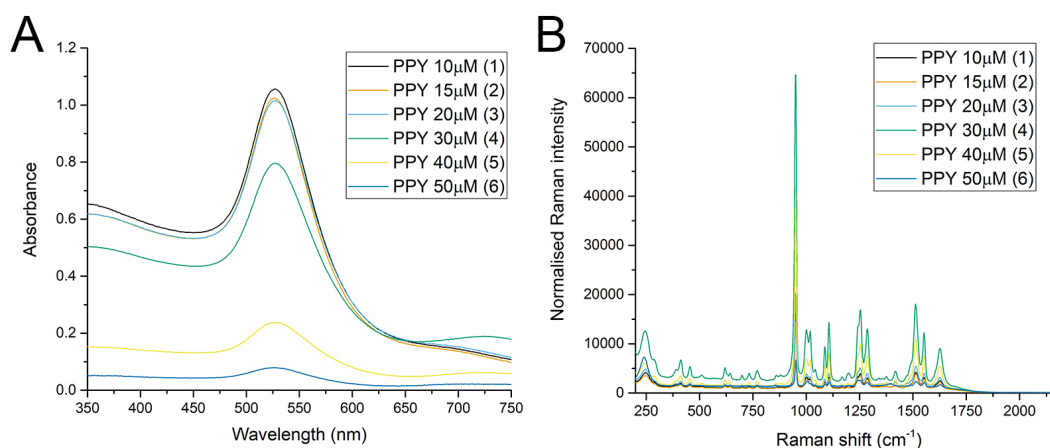 A
1.2
1.0
0.8
0.6
0.4
0.2
0.0
Absorbance
350
450
550
650
750
Wavelength (nm)
PPY 10μM (1)
PPY 15μM (2)
PPY 20μM (3)
PPY 30μM (4)
PPY 40μM (5)
PPY 50μM (6)
B
70000
60000
50000
40000
30000
20000
10000
0
Normalised Raman intensity
250
500
750
1000
1250
1500
1750
2000
Raman shift (cm⁻¹)
PPY 10μM (1)
PPY 15μM (2)
PPY 20μM (3)
PPY 30μM (4)
PPY 40μM (5)
PPY 50μM (6)